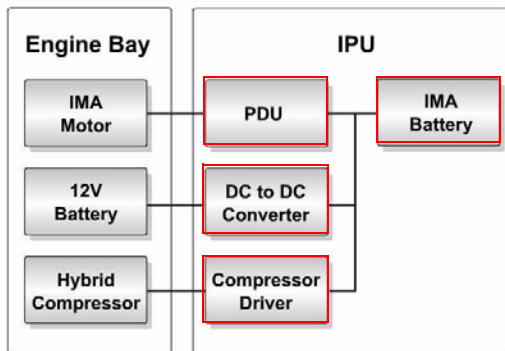 Engine Bay
IPU
IMA
Motor
PDU
IMA
Battery
12V
Battery
DC to DC
Converter
Hybrid
Compressor
Compressor
Driver